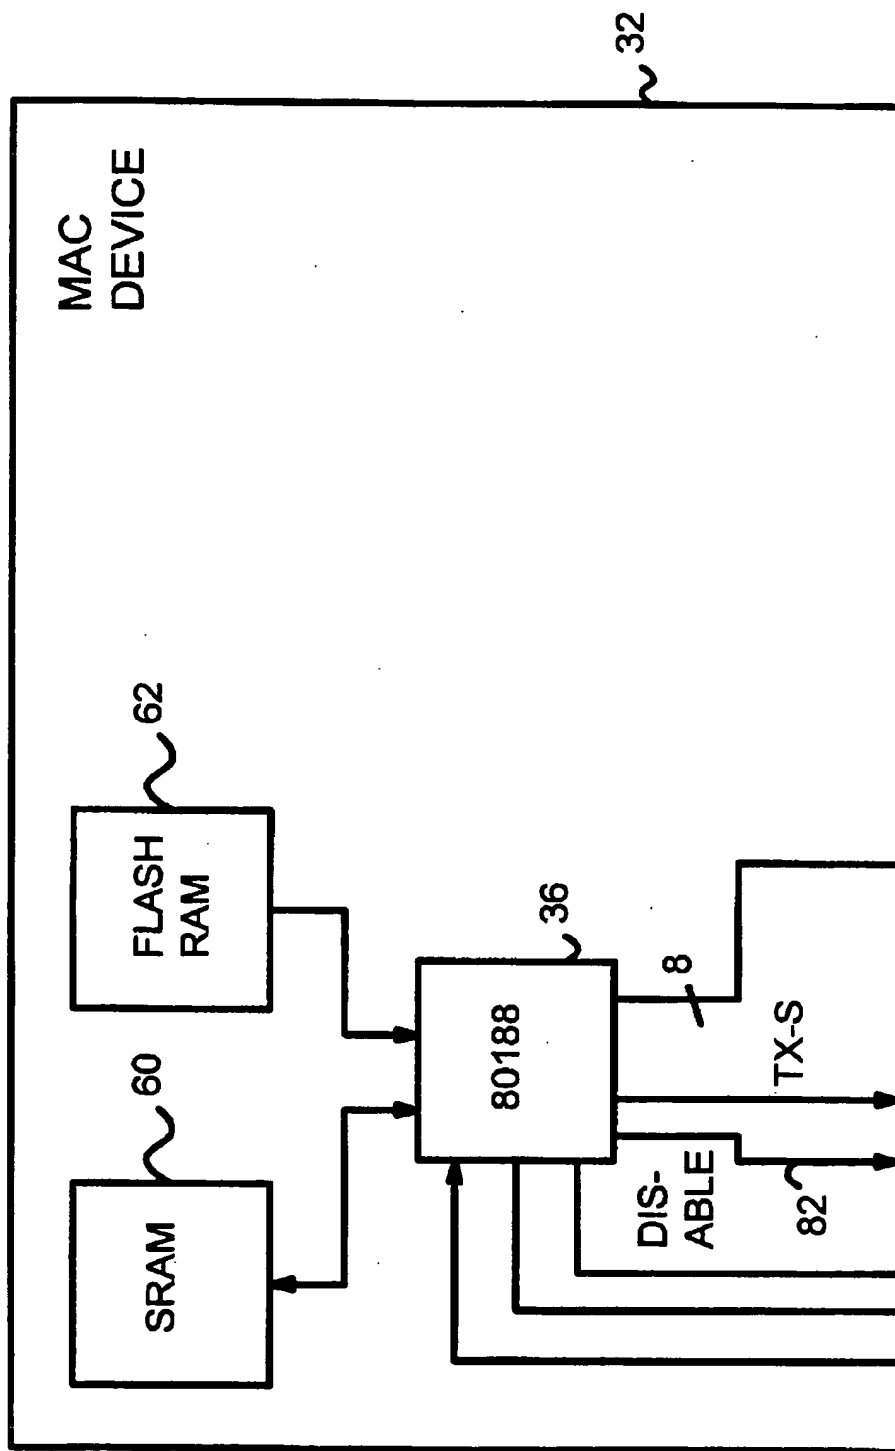 MAC
DEVICE
32
SRAM
60
FLASH
RAM
62
80188
36
DIS-
ABLE
82
TX-S
8